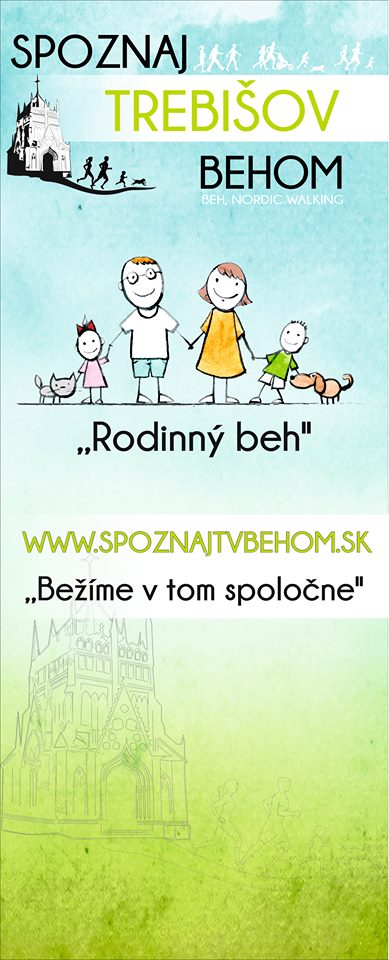 SPOZNAJ
TREBIŠOV
BEHOM
BEH, NORDIC WALKING
„Rodinný beh"
WWW.SPOZNAJTVBEHOM.SK
„Bežíme v tom spoločne"